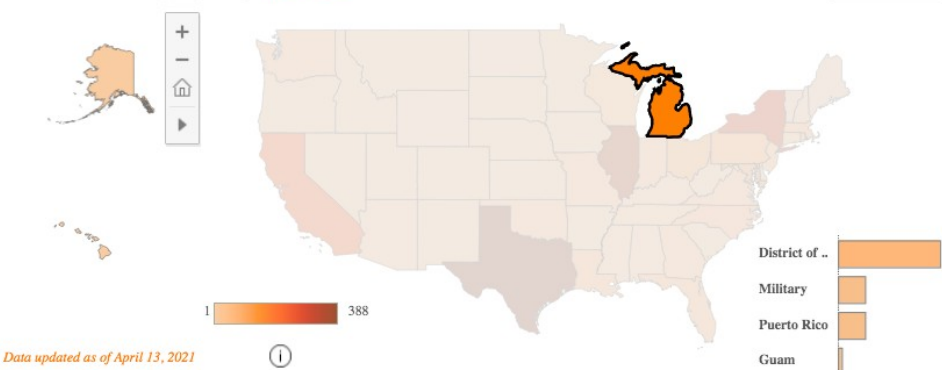 +
−
District of ..
Military
1 388
Puerto Rico
Data updated as of April 13, 2021 i
Guam